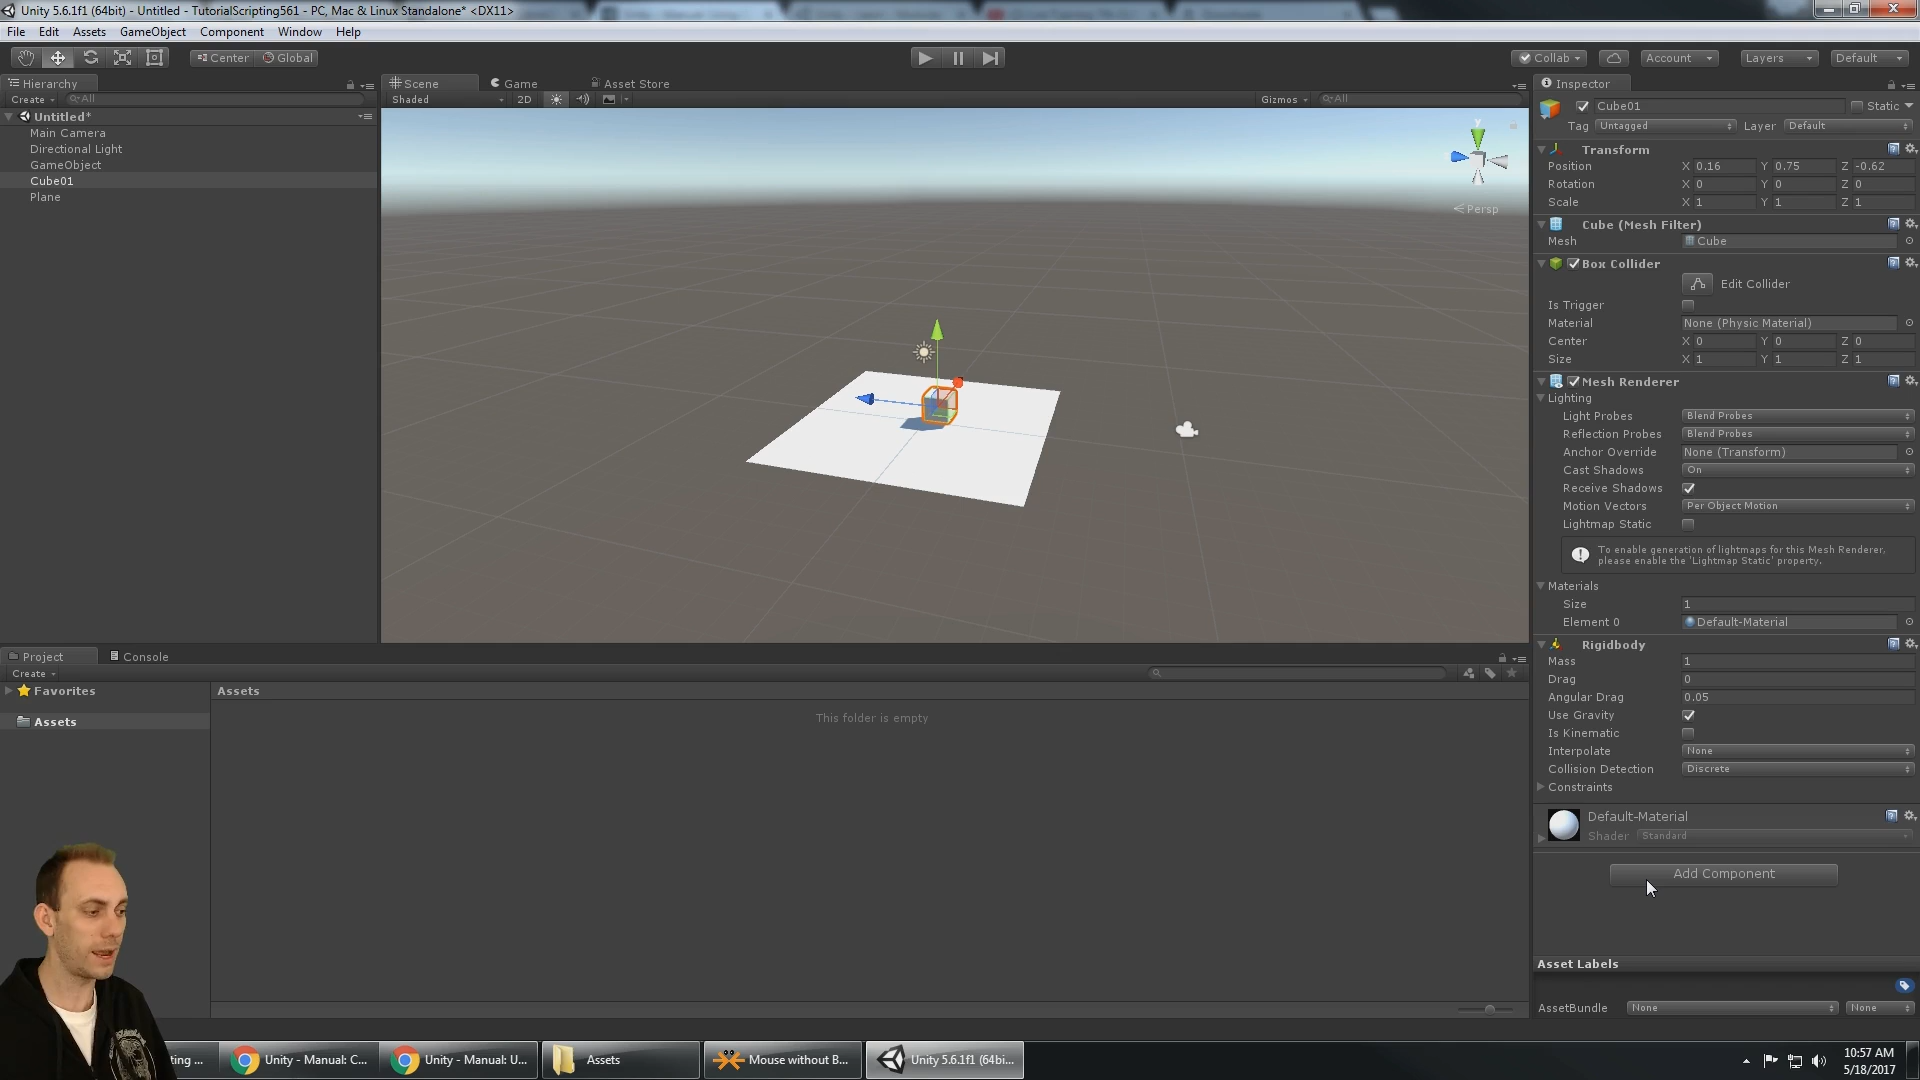 Unity 5.6.1f1 (64bit) - Untitled - TutorialScripting561 - PC, Mac & Linux Standalone* <DX11>
File Edit Assets GameObject Component Window Help
Center Global Collab Account Layers Default
Hierarchy
Create All
Untitled*
Main Camera
Directional Light
GameObject
Cube01
Plane
Scene Game Asset Store
Shaded 2D Gizmos All
y
Persp
Inspector
Cube01 Static
Tag Untagged Layer Default
Transform
Position X 0.16 Y 0.75 Z -0.62
Rotation X 0 Y 0 Z 0
Scale X 1 Y 1 Z 1
Cube (Mesh Filter)
Mesh Cube
Box Collider
Edit Collider
Is Trigger
Material None (Physic Material)
Center X 0 Y 0 Z 0
Size X 1 Y 1 Z 1
Mesh Renderer
Lighting
Light Probes Blend Probes
Reflection Probes Blend Probes
Anchor Override None (Transform)
Cast Shadows On
Receive Shadows
Motion Vectors Per Object Motion
Lightmap Static
To enable generation of lightmaps for this Mesh Renderer,
please enable the 'Lightmap Static' property.
Materials
Size 1
Element 0 Default-Material
Rigidbody
Mass 1
Drag 0
Angular Drag 0.05
Use Gravity
Is Kinematic
Interpolate None
Collision Detection Discrete
Constraints
Default-Material
Shader Standard
Add Component
Asset Labels
AssetBundle None None
Project Console
Create
Favorites
Assets
Assets
This folder is empty
ting ... Unity - Manual: C... Unity - Manual: U... Assets Mouse without B... Unity 5.6.1f1 (64bi...
10:57 AM
5/18/2017